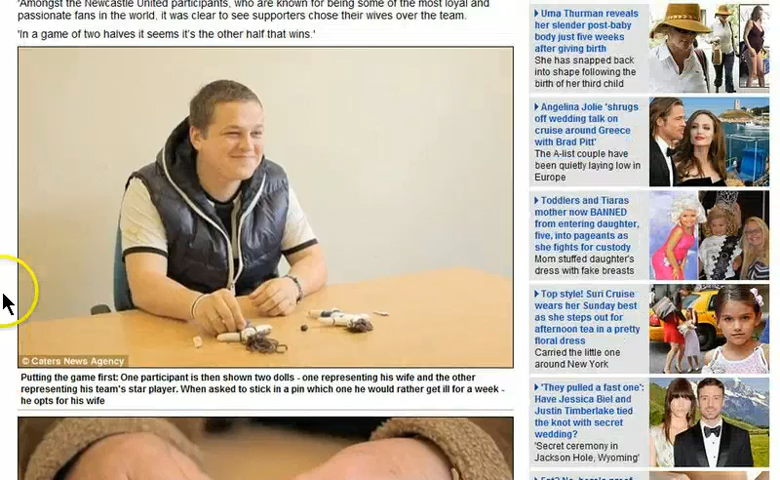 'Amongst the Newcastle United participants, who are known for being some of the most loyal and
passionate fans in the world, it was clear to see supporters chose their wives over the team.
'In a game of two halves it seems it's the other half that wins.'
© Caters News Agency
Putting the game first: One participant is then shown two dolls - one representing his wife and the other
representing his team's star player. When asked to stick in a pin which one he would rather get ill for a week -
he opts for his wife
Uma Thurman reveals
her slender post-baby
body just five weeks
after giving birth
She has snapped back
into shape following the
birth of her third child
Angelina Jolie 'shrugs
off wedding talk on
cruise around Greece
with Brad Pitt'
The A-list couple have
been quietly laying low in
Europe
Toddlers and Tiaras
mother now BANNED
from entering daughter,
five, into pageants as
she fights for custody
Mom stuffed daughter's
dress with fake breasts
Top style! Suri Cruise
wears her Sunday best
as she steps out for
afternoon tea in a pretty
floral dress
Carried the little one
around New York
'They pulled a fast one':
Have Jessica Biel and
Justin Timberlake tied
the knot with secret
wedding?
'Secret ceremony in
Jackson Hole, Wyoming'